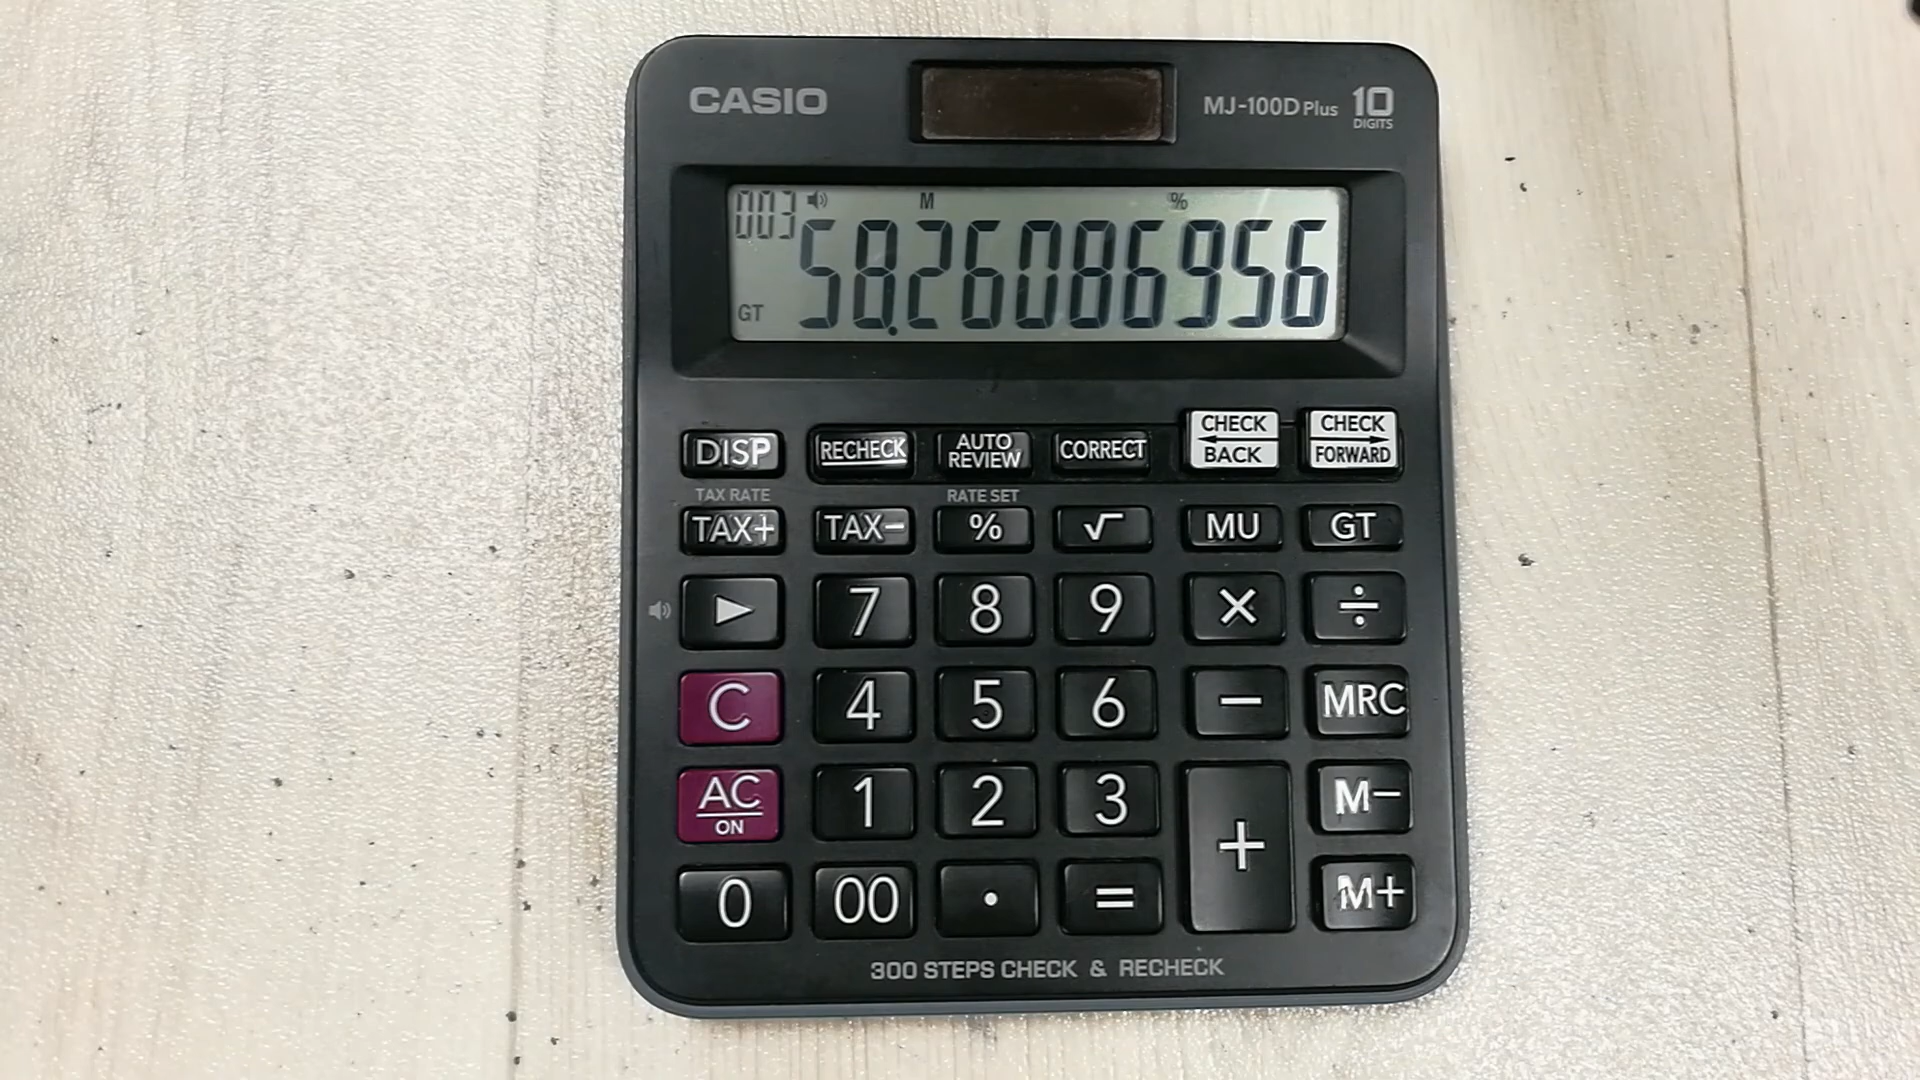 CASIO
MJ-100D Plus 10
DIGITS
003 M %
58.26086956
GT
DISP RECHECK AUTO REVIEW CORRECT CHECK BACK CHECK FORWARD
TAX RATE RATE SET
TAX+ TAX− % √ MU GT
▶ 7 8 9 × ÷
C 4 5 6 − MRC
AC ON 1 2 3 + M−
0 00 . = M+
300 STEPS CHECK & RECHECK